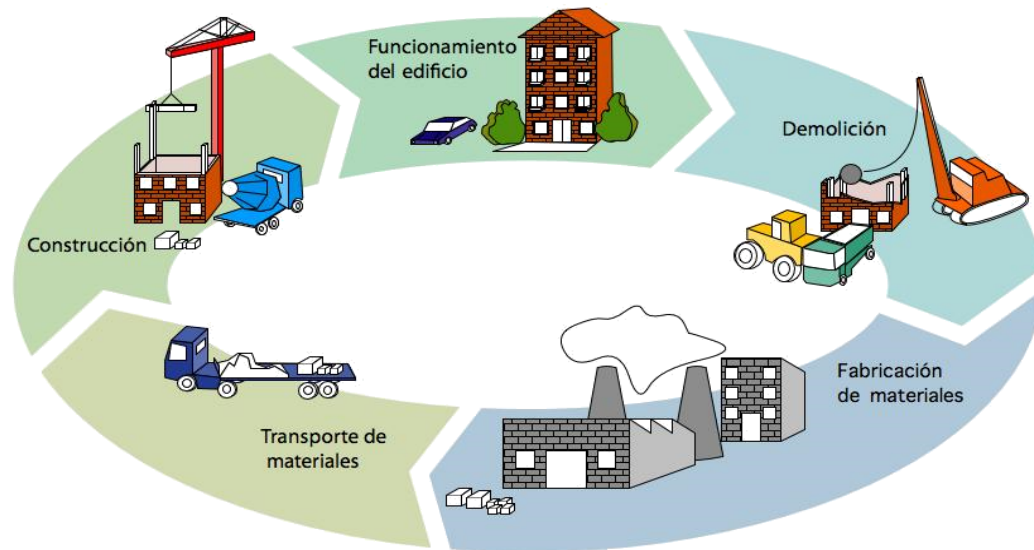 Funcionamiento
del edificio
Demolición
Fabricación
de materiales
Transporte de
materiales
Construcción